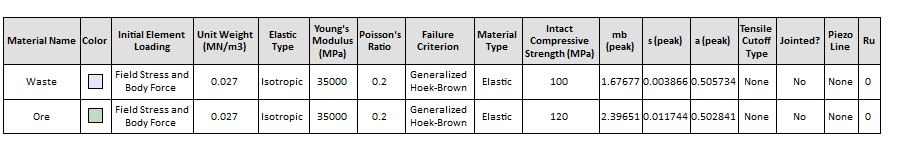 Material Name Color Initial Element Loading Unit Weight (MN/m3) Elastic Type Young's Modulus (MPa) Poisson's Ratio Failure Criterion Material Type Intact Compressive Strength (MPa) mb (peak) s (peak) a (peak) Tensile Cutoff Type Jointed? Piezo Line Ru
Waste Field Stress and Body Force 0.027 Isotropic 35000 0.2 Generalized Hoek-Brown Elastic 100 1.67677 0.003866 0.505734 None No None 0
Ore Field Stress and Body Force 0.027 Isotropic 35000 0.2 Generalized Hoek-Brown Elastic 120 2.39651 0.011744 0.502841 None No None 0